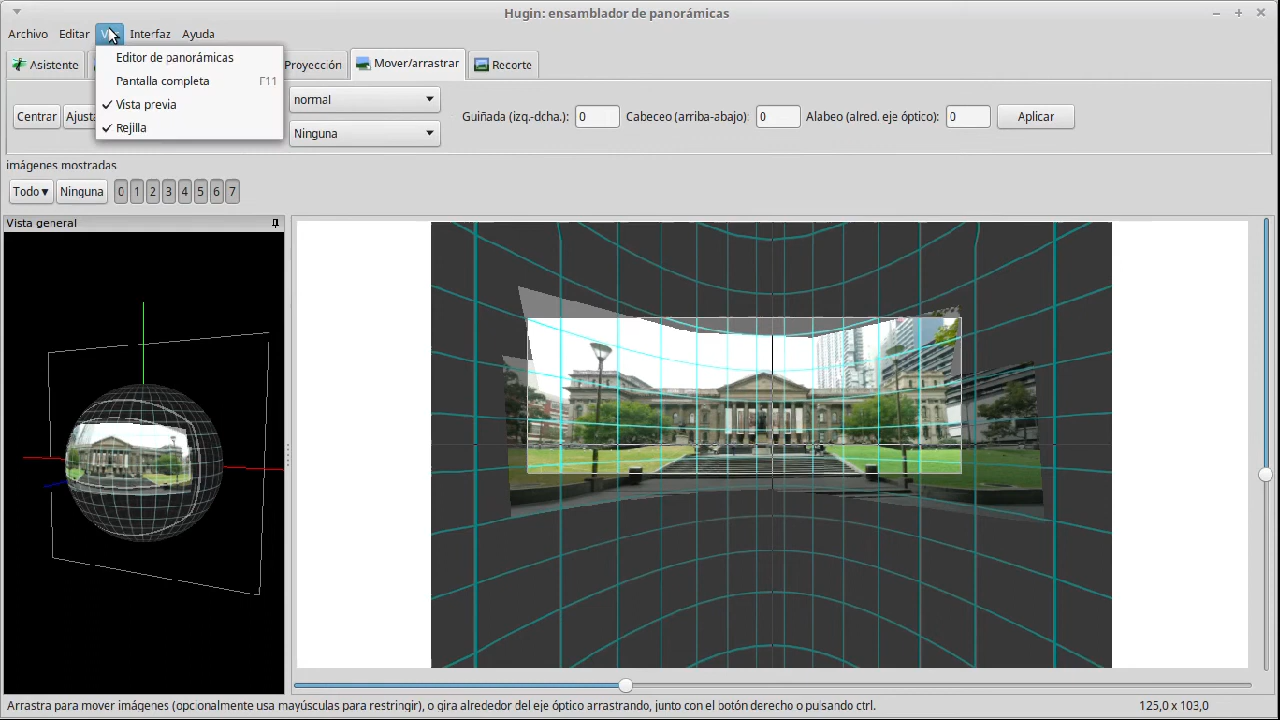 Hugin: ensamblador de panorámicas
Archivo Editar Interfaz Ayuda
Editor de panorámicas
Pantalla completa F11
Vista previa
Rejilla
Asistente Proyección Mover/arrastrar Recorte
Centrar normal Guiñada (izq.-dcha.): 0 Cabeceo (arriba-abajo): 0 Alabeo (alred. eje óptico): 0 Aplicar
Ninguna
imágenes mostradas
Todo Ninguna 0 1 2 3 4 5 6 7
Vista general
Arrastra para mover imágenes (opcionalmente usa mayúsculas para restringir), o gira alrededor del eje óptico arrastrando, junto con el botón derecho o pulsando ctrl. 125,0 x 103,0